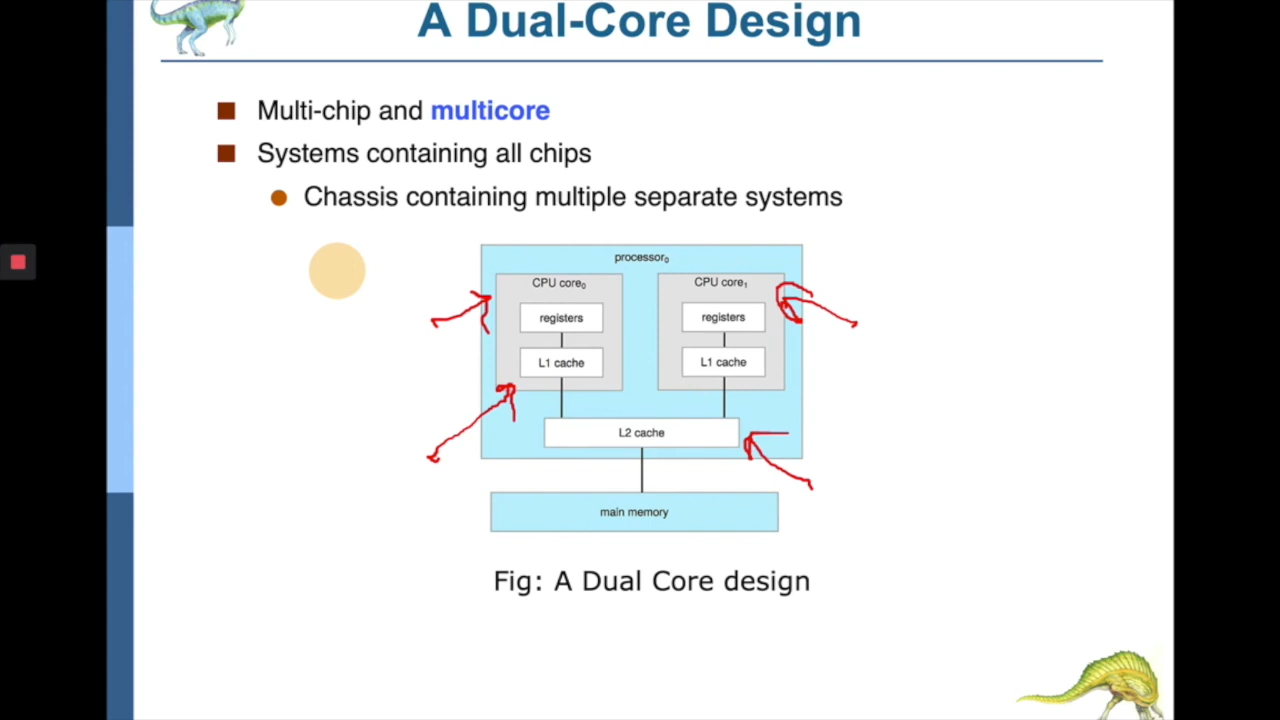 A Dual-Core Design
Multi-chip and multicore
Systems containing all chips
Chassis containing multiple separate systems
processor₀
CPU core₀
CPU core₁
registers
registers
L1 cache
L1 cache
L2 cache
main memory
Fig: A Dual Core design